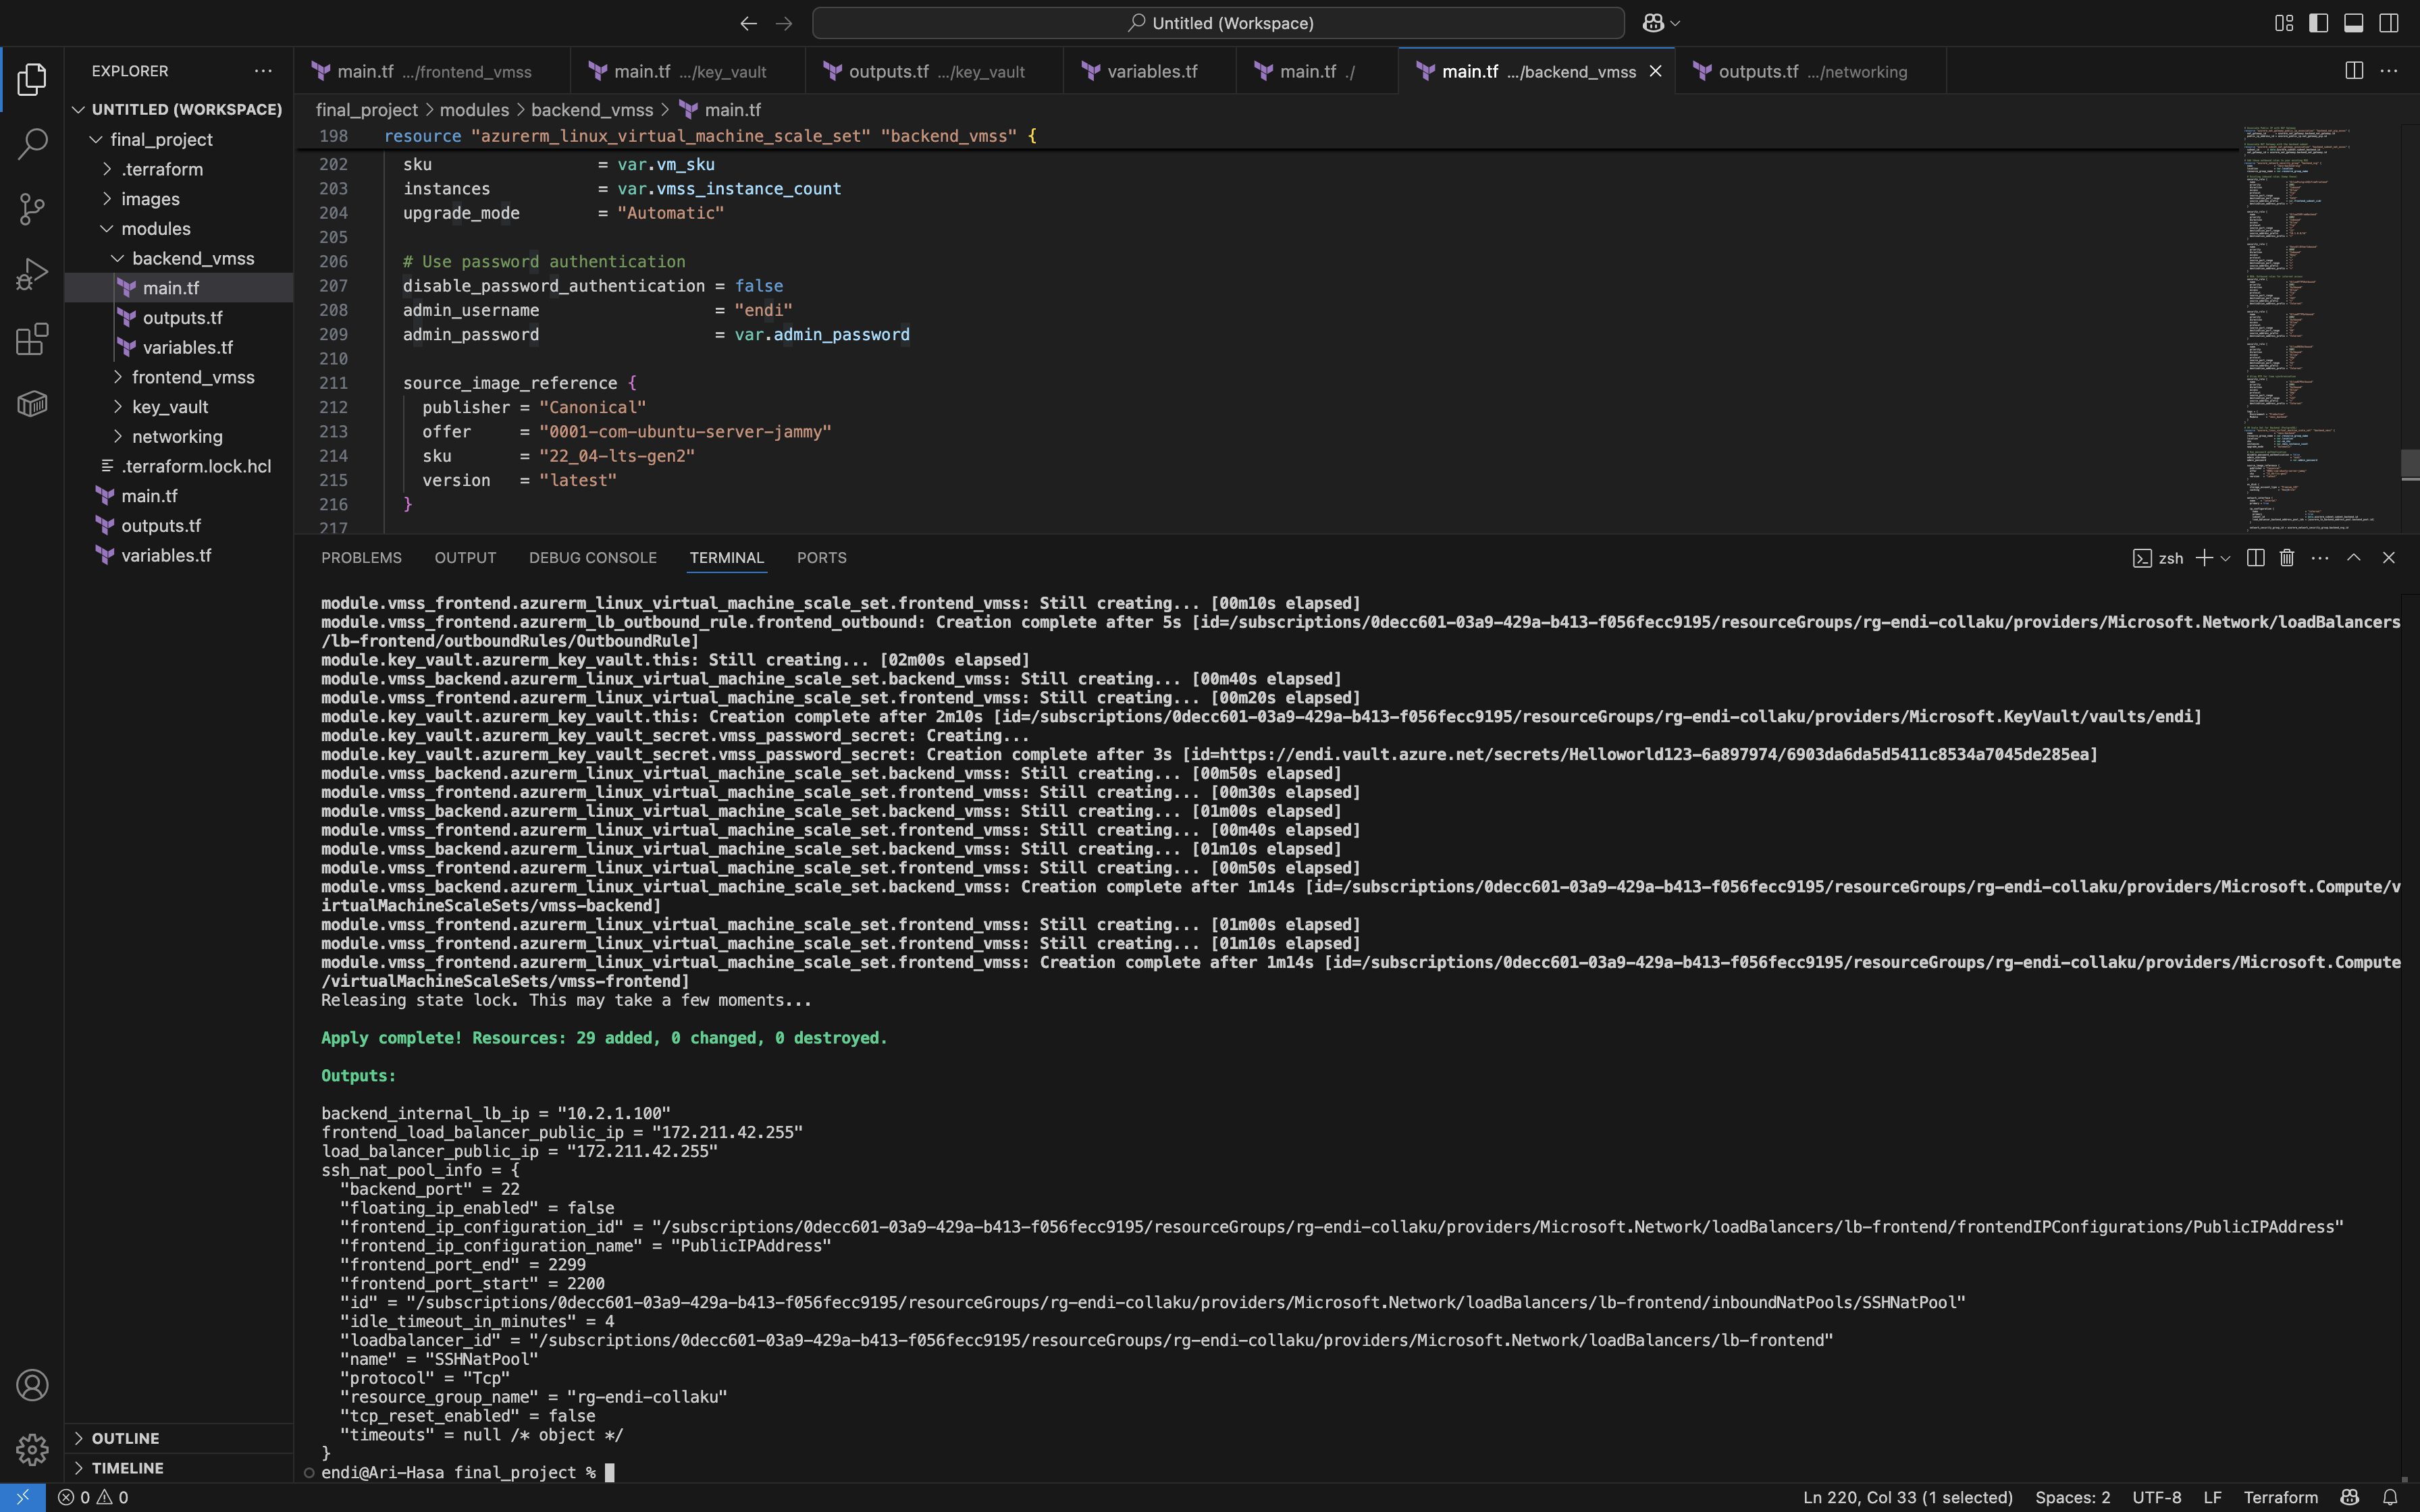 Untitled (Workspace)
EXPLORER
UNTITLED (WORKSPACE)
final_project
.terraform
images
modules
backend_vmss
main.tf
outputs.tf
variables.tf
frontend_vmss
key_vault
networking
.terraform.lock.hcl
main.tf
outputs.tf
variables.tf
OUTLINE
TIMELINE
main.tf .../frontend_vmss
main.tf .../key_vault
outputs.tf .../key_vault
variables.tf
main.tf ./
main.tf .../backend_vmss
outputs.tf .../networking
final_project > modules > backend_vmss > main.tf
198 resource "azurerm_linux_virtual_machine_scale_set" "backend_vmss" {
202 sku = var.vm_sku
203 instances = var.vmss_instance_count
204 upgrade_mode = "Automatic"
205
206 # Use password authentication
207 disable_password_authentication = false
208 admin_username = "endi"
209 admin_password = var.admin_password
210
211 source_image_reference {
212 publisher = "Canonical"
213 offer = "0001-com-ubuntu-server-jammy"
214 sku = "22_04-lts-gen2"
215 version = "latest"
216 }
217
PROBLEMS OUTPUT DEBUG CONSOLE TERMINAL PORTS
zsh
module.vmss_frontend.azurerm_linux_virtual_machine_scale_set.frontend_vmss: Still creating... [00m10s elapsed]
module.vmss_frontend.azurerm_lb_outbound_rule.frontend_outbound: Creation complete after 5s [id=/subscriptions/0decc601-03a9-429a-b413-f056fecc9195/resourceGroups/rg-endi-collaku/providers/Microsoft.Network/loadBalancers
/lb-frontend/outboundRules/OutboundRule]
module.key_vault.azurerm_key_vault.this: Still creating... [02m00s elapsed]
module.vmss_backend.azurerm_linux_virtual_machine_scale_set.backend_vmss: Still creating... [00m40s elapsed]
module.vmss_frontend.azurerm_linux_virtual_machine_scale_set.frontend_vmss: Still creating... [00m20s elapsed]
module.key_vault.azurerm_key_vault.this: Creation complete after 2m10s [id=/subscriptions/0decc601-03a9-429a-b413-f056fecc9195/resourceGroups/rg-endi-collaku/providers/Microsoft.KeyVault/vaults/endi]
module.key_vault.azurerm_key_vault_secret.vmss_password_secret: Creating...
module.key_vault.azurerm_key_vault_secret.vmss_password_secret: Creation complete after 3s [id=https://endi.vault.azure.net/secrets/Helloworld123-6a897974/6903da6da5d5411c8534a7045de285ea]
module.vmss_backend.azurerm_linux_virtual_machine_scale_set.backend_vmss: Still creating... [00m50s elapsed]
module.vmss_frontend.azurerm_linux_virtual_machine_scale_set.frontend_vmss: Still creating... [00m30s elapsed]
module.vmss_backend.azurerm_linux_virtual_machine_scale_set.backend_vmss: Still creating... [01m00s elapsed]
module.vmss_frontend.azurerm_linux_virtual_machine_scale_set.frontend_vmss: Still creating... [00m40s elapsed]
module.vmss_backend.azurerm_linux_virtual_machine_scale_set.backend_vmss: Still creating... [01m10s elapsed]
module.vmss_frontend.azurerm_linux_virtual_machine_scale_set.frontend_vmss: Still creating... [00m50s elapsed]
module.vmss_backend.azurerm_linux_virtual_machine_scale_set.backend_vmss: Creation complete after 1m14s [id=/subscriptions/0decc601-03a9-429a-b413-f056fecc9195/resourceGroups/rg-endi-collaku/providers/Microsoft.Compute/v
irtualMachineScaleSets/vmss-backend]
module.vmss_frontend.azurerm_linux_virtual_machine_scale_set.frontend_vmss: Still creating... [01m00s elapsed]
module.vmss_frontend.azurerm_linux_virtual_machine_scale_set.frontend_vmss: Still creating... [01m10s elapsed]
module.vmss_frontend.azurerm_linux_virtual_machine_scale_set.frontend_vmss: Creation complete after 1m14s [id=/subscriptions/0decc601-03a9-429a-b413-f056fecc9195/resourceGroups/rg-endi-collaku/providers/Microsoft.Compute
/virtualMachineScaleSets/vmss-frontend]
Releasing state lock. This may take a few moments...
Apply complete! Resources: 29 added, 0 changed, 0 destroyed.
Outputs:
backend_internal_lb_ip = "10.2.1.100"
frontend_load_balancer_public_ip = "172.211.42.255"
load_balancer_public_ip = "172.211.42.255"
ssh_nat_pool_info = {
"backend_port" = 22
"floating_ip_enabled" = false
"frontend_ip_configuration_id" = "/subscriptions/0decc601-03a9-429a-b413-f056fecc9195/resourceGroups/rg-endi-collaku/providers/Microsoft.Network/loadBalancers/lb-frontend/frontendIPConfigurations/PublicIPAddress"
"frontend_ip_configuration_name" = "PublicIPAddress"
"frontend_port_end" = 2299
"frontend_port_start" = 2200
"id" = "/subscriptions/0decc601-03a9-429a-b413-f056fecc9195/resourceGroups/rg-endi-collaku/providers/Microsoft.Network/loadBalancers/lb-frontend/inboundNatPools/SSHNatPool"
"idle_timeout_in_minutes" = 4
"loadbalancer_id" = "/subscriptions/0decc601-03a9-429a-b413-f056fecc9195/resourceGroups/rg-endi-collaku/providers/Microsoft.Network/loadBalancers/lb-frontend"
"name" = "SSHNatPool"
"protocol" = "Tcp"
"resource_group_name" = "rg-endi-collaku"
"tcp_reset_enabled" = false
"timeouts" = null /* object */
}
endi@Ari-Hasa final_project %
0 0
Ln 220, Col 33 (1 selected) Spaces: 2 UTF-8 LF Terraform